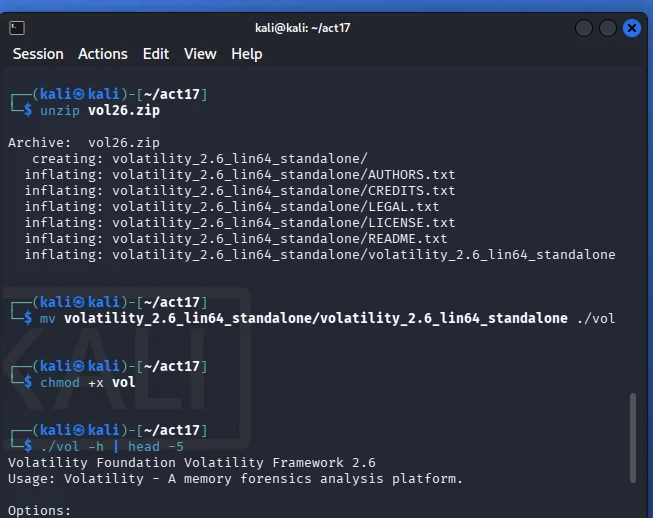 kali@kali: ~/act17
Session Actions Edit View Help
┌──(kali㉿kali)-[~/act17]
└─$ unzip vol26.zip
Archive:  vol26.zip
   creating: volatility_2.6_lin64_standalone/
  inflating: volatility_2.6_lin64_standalone/AUTHORS.txt
  inflating: volatility_2.6_lin64_standalone/CREDITS.txt
  inflating: volatility_2.6_lin64_standalone/LEGAL.txt
  inflating: volatility_2.6_lin64_standalone/LICENSE.txt
  inflating: volatility_2.6_lin64_standalone/README.txt
  inflating: volatility_2.6_lin64_standalone/volatility_2.6_lin64_standalone
┌──(kali㉿kali)-[~/act17]
└─$ mv volatility_2.6_lin64_standalone/volatility_2.6_lin64_standalone ./vol
┌──(kali㉿kali)-[~/act17]
└─$ chmod +x vol
┌──(kali㉿kali)-[~/act17]
└─$ ./vol -h | head -5
Volatility Foundation Volatility Framework 2.6
Usage: Volatility - A memory forensics analysis platform.
Options:
KALI